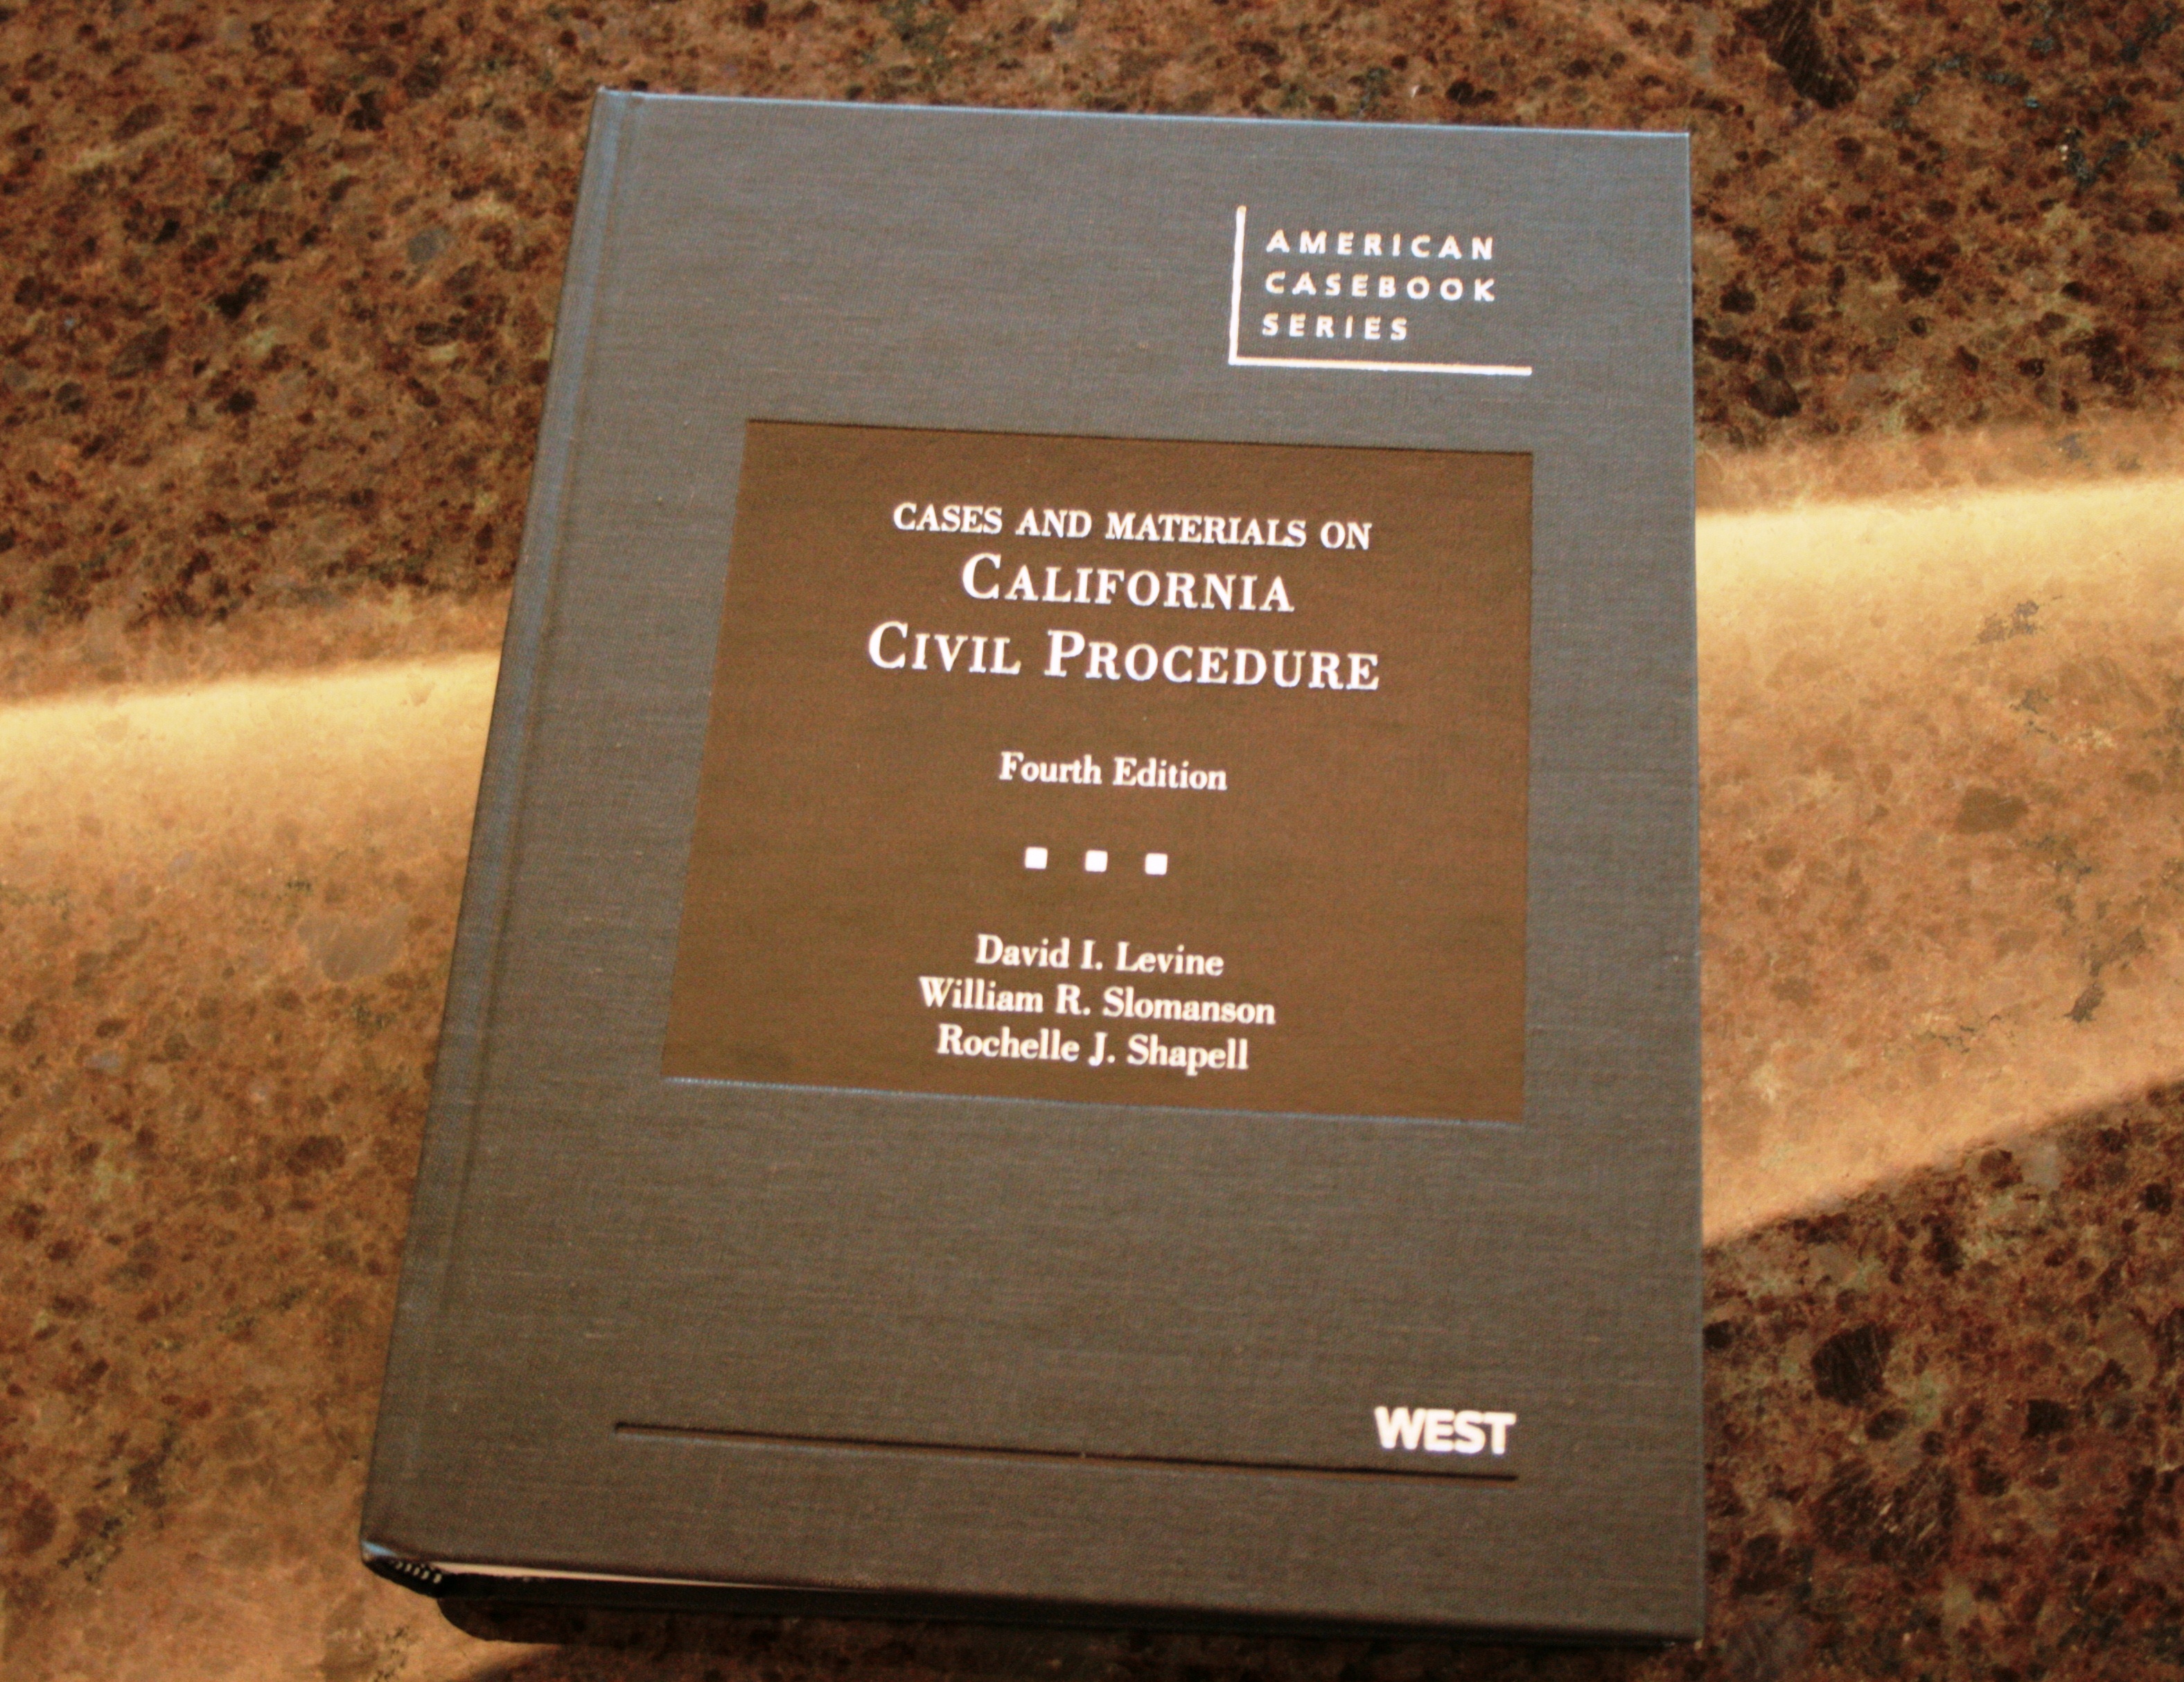 AMERICAN
CASEBOOK
SERIES
CASES AND MATERIALS ON
CALIFORNIA
CIVIL PROCEDURE
Fourth Edition
David I. Levine
William R. Slomanson
Rochelle J. Shapell
WEST